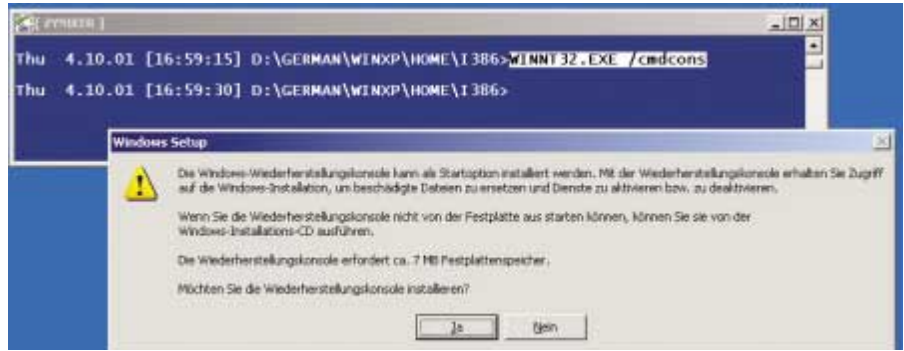 Thu 4.10.01 [16:59:15] D:\GERMAN\WINXP\HOME\I386>WINNT32.EXE /cmdcons
Thu 4.10.01 [16:59:30] D:\GERMAN\WINXP\HOME\I386>
Windows Setup
Die Windows-Wiederherstellungskonsole kann als Startoption installiert werden. Mit der Wiederherstellungskonsole erhalten Sie Zugriff
auf die Windows-Installation, um beschädigte Dateien zu ersetzen und Dienste zu aktivieren bzw. zu deaktivieren.
Wenn Sie die Wiederherstellungskonsole nicht von der Festplatte aus starten können, können Sie sie von der
Windows-Installations-CD ausführen.
Die Wiederherstellungskonsole erfordert ca. 7 MB Festplattenspeicher.
Möchten Sie die Wiederherstellungskonsole installieren?
Ja Nein